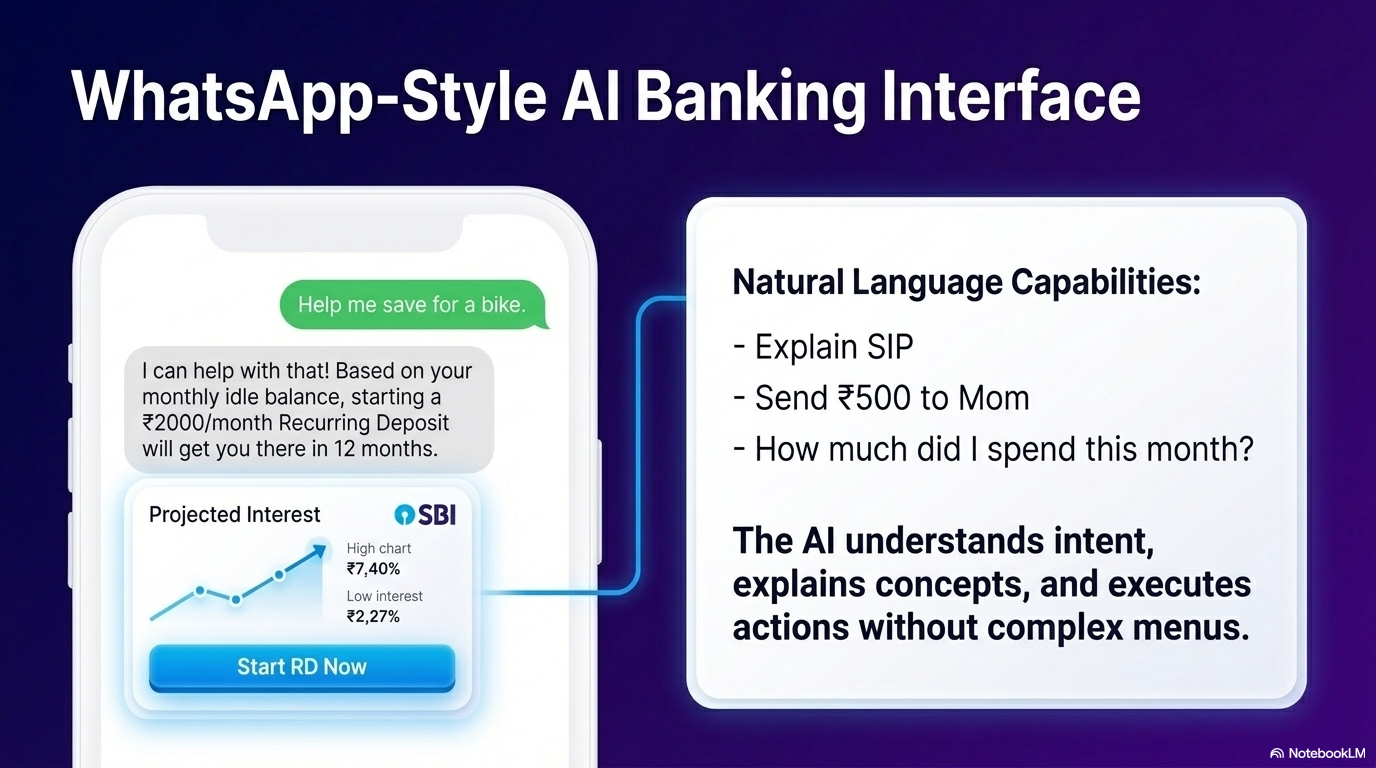 WhatsApp-Style AI Banking Interface
Help me save for a bike.
I can help with that! Based on your
monthly idle balance, starting a
₹2000/month Recurring Deposit
will get you there in 12 months.
Projected Interest
SBI
High chart
₹7,40%
Low interest
₹2,27%
Start RD Now
Natural Language Capabilities:
- Explain SIP
- Send ₹500 to Mom
- How much did I spend this month?
The AI understands intent,
explains concepts, and executes
actions without complex menus.
NotebookLM